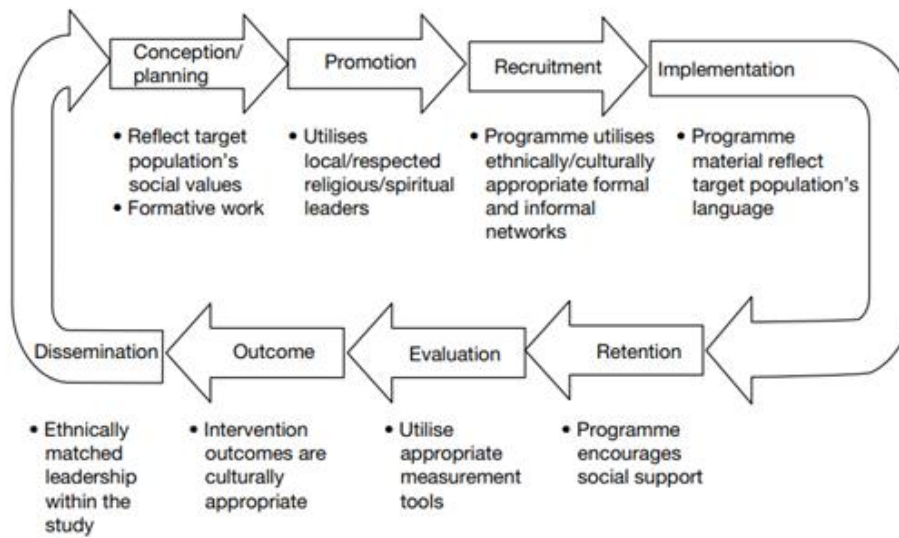 Conception/
planning
Promotion
Recruitment
Implementation
• Reflect target
population's
social values
• Formative work
• Utilises
local/respected
religious/spiritual
leaders
• Programme utilises
ethnically/culturally
appropriate formal
and informal
networks
• Programme
material reflect
target population's
language
Dissemination
Outcome
Evaluation
Retention
• Ethnically
matched
leadership
within the
study
• Intervention
outcomes are
culturally
appropriate
• Utilise
appropriate
measurement
tools
• Programme
encourages
social support